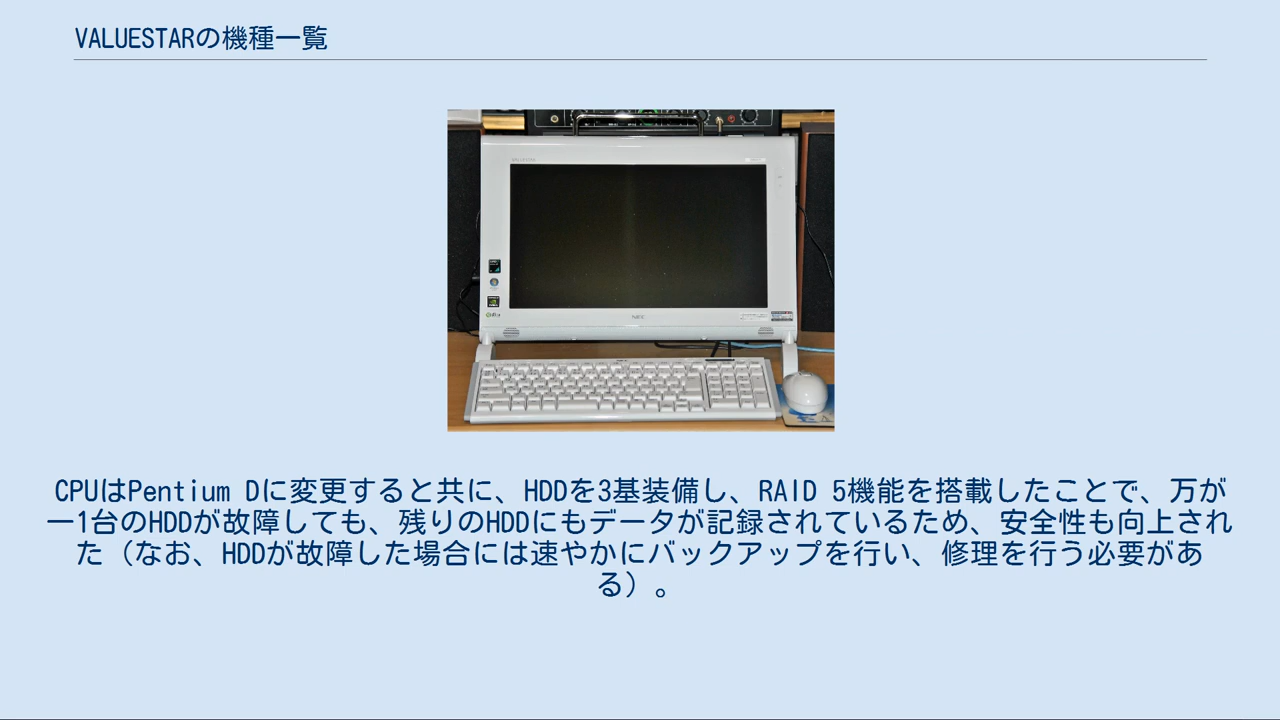 VALUESTARの機種一覧
NEC
CPUはPentium Dに変更すると共に、HDDを3基装備し、RAID 5機能を搭載したことで、万が
一1台のHDDが故障しても、残りのHDDにもデータが記録されているため、安全性も向上され
た（なお、HDDが故障した場合には速やかにバックアップを行い、修理を行う必要があ
る）。